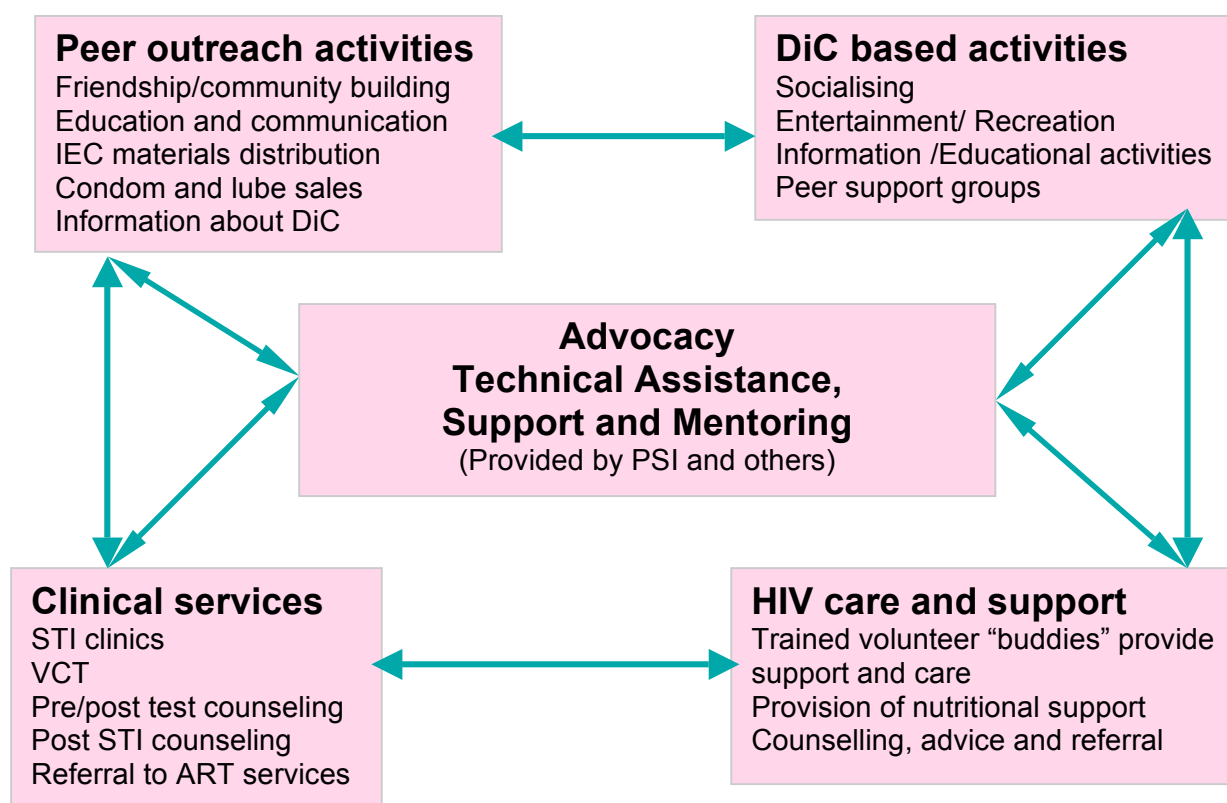 Peer outreach activities
Friendship/community building
Education and communication
IEC materials distribution
Condom and lube sales
Information about DiC
DiC based activities
Socialising
Entertainment/ Recreation
Information /Educational activities
Peer support groups
Advocacy
Technical Assistance,
Support and Mentoring
(Provided by PSI and others)
Clinical services
STI clinics
VCT
Pre/post test counseling
Post STI counseling
Referral to ART services
HIV care and support
Trained volunteer “buddies” provide
support and care
Provision of nutritional support
Counselling, advice and referral